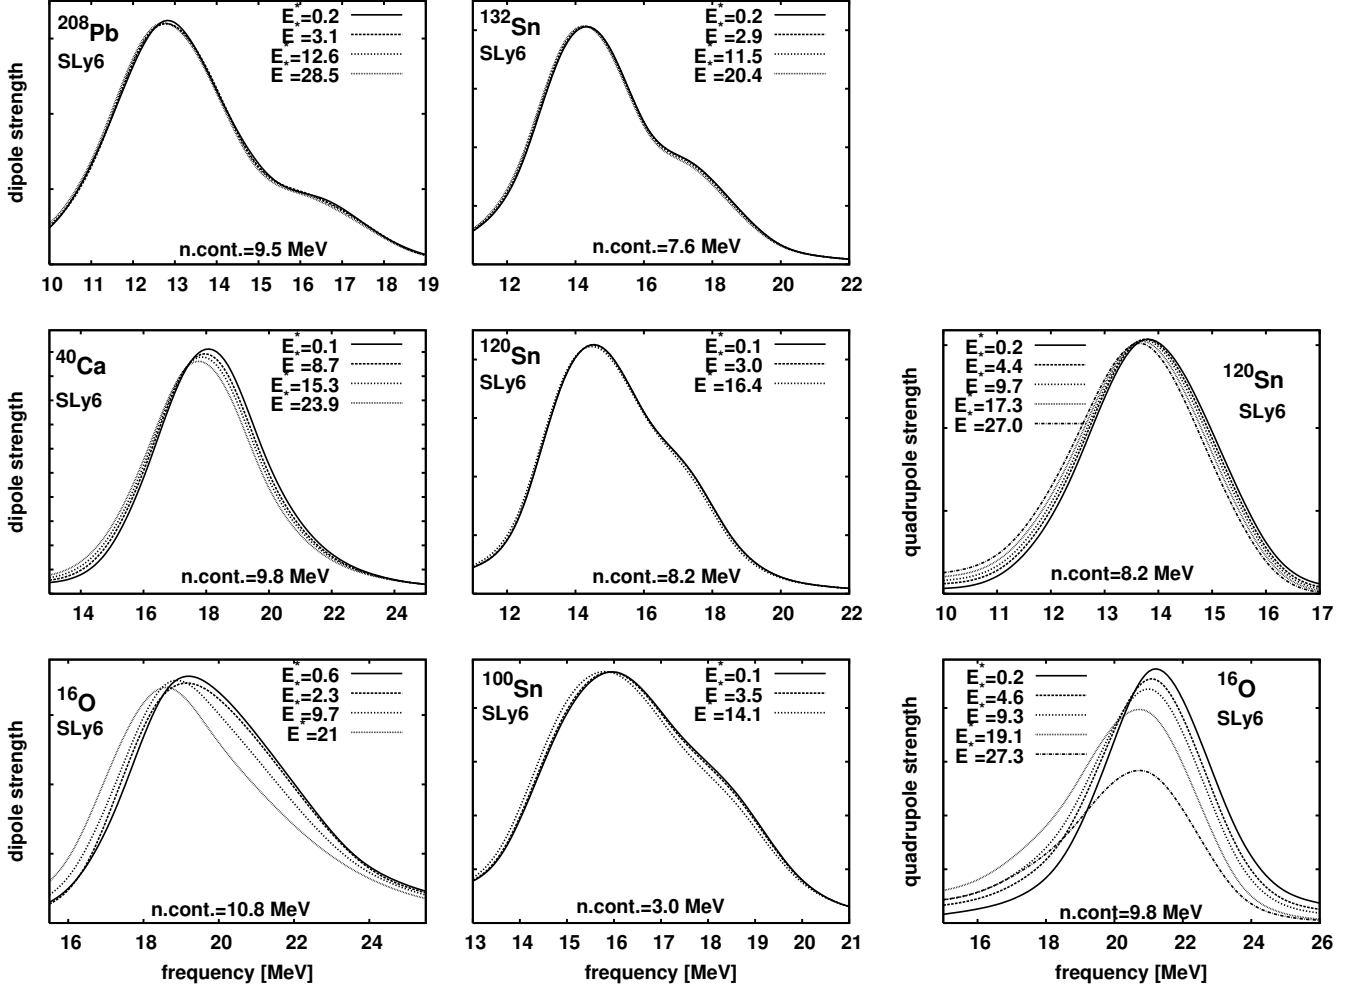 dipole strength
208Pb
SLy6
E*=0.2
E*=3.1
E*=12.6
E*=28.5
n.cont.=9.5 MeV
10 11 12 13 14 15 16 17 18 19
132Sn
SLy6
E*=0.2
E*=2.9
E*=11.5
E*=20.4
n.cont.=7.6 MeV
12 14 16 18 20 22
dipole strength
40Ca
SLy6
E*=0.1
E*=8.7
E*=15.3
E*=23.9
n.cont.=9.8 MeV
14 16 18 20 22 24
120Sn
SLy6
E*=0.1
E*=3.0
E*=16.4
n.cont.=8.2 MeV
12 14 16 18 20 22
quadrupole strength
E*=0.2
E*=4.4
E*=9.7
E*=17.3
E*=27.0
120Sn
SLy6
n.cont=8.2 MeV
10 11 12 13 14 15 16 17
dipole strength
16O
SLy6
E*=0.6
E*=2.3
E*=9.7
E*=21
n.cont.=10.8 MeV
16 18 20 22 24
frequency [MeV]
100Sn
SLy6
E*=0.1
E*=3.5
E*=14.1
n.cont.=3.0 MeV
13 14 15 16 17 18 19 20 21
frequency [MeV]
quadrupole strength
E*=0.2
E*=4.6
E*=9.3
E*=19.1
E*=27.3
16O
SLy6
n.cont=9.8 MeV
16 18 20 22 24 26
frequency [MeV]